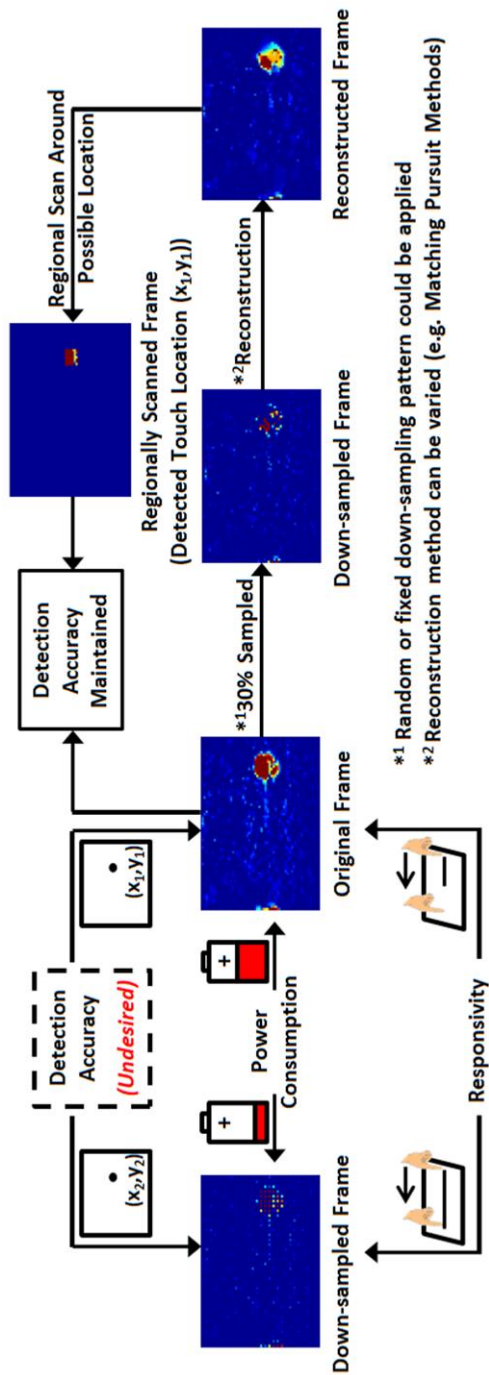 Detection
Accuracy
(Undesired)
(x₂,y₂)
(x₁,y₁)
Detection
Accuracy
Maintained
Regional Scan Around
Possible Location
Regionally Scanned Frame
(Detected Touch Location (x₁,y₁))
+
+
Power
Consumption
*¹30% Sampled
*²Reconstruction
Down-sampled Frame
Original Frame
Down-sampled Frame
Reconstructed Frame
Responsivity
*¹ Random or fixed down-sampling pattern could be applied
*² Reconstruction method can be varied (e.g. Matching Pursuit Methods)